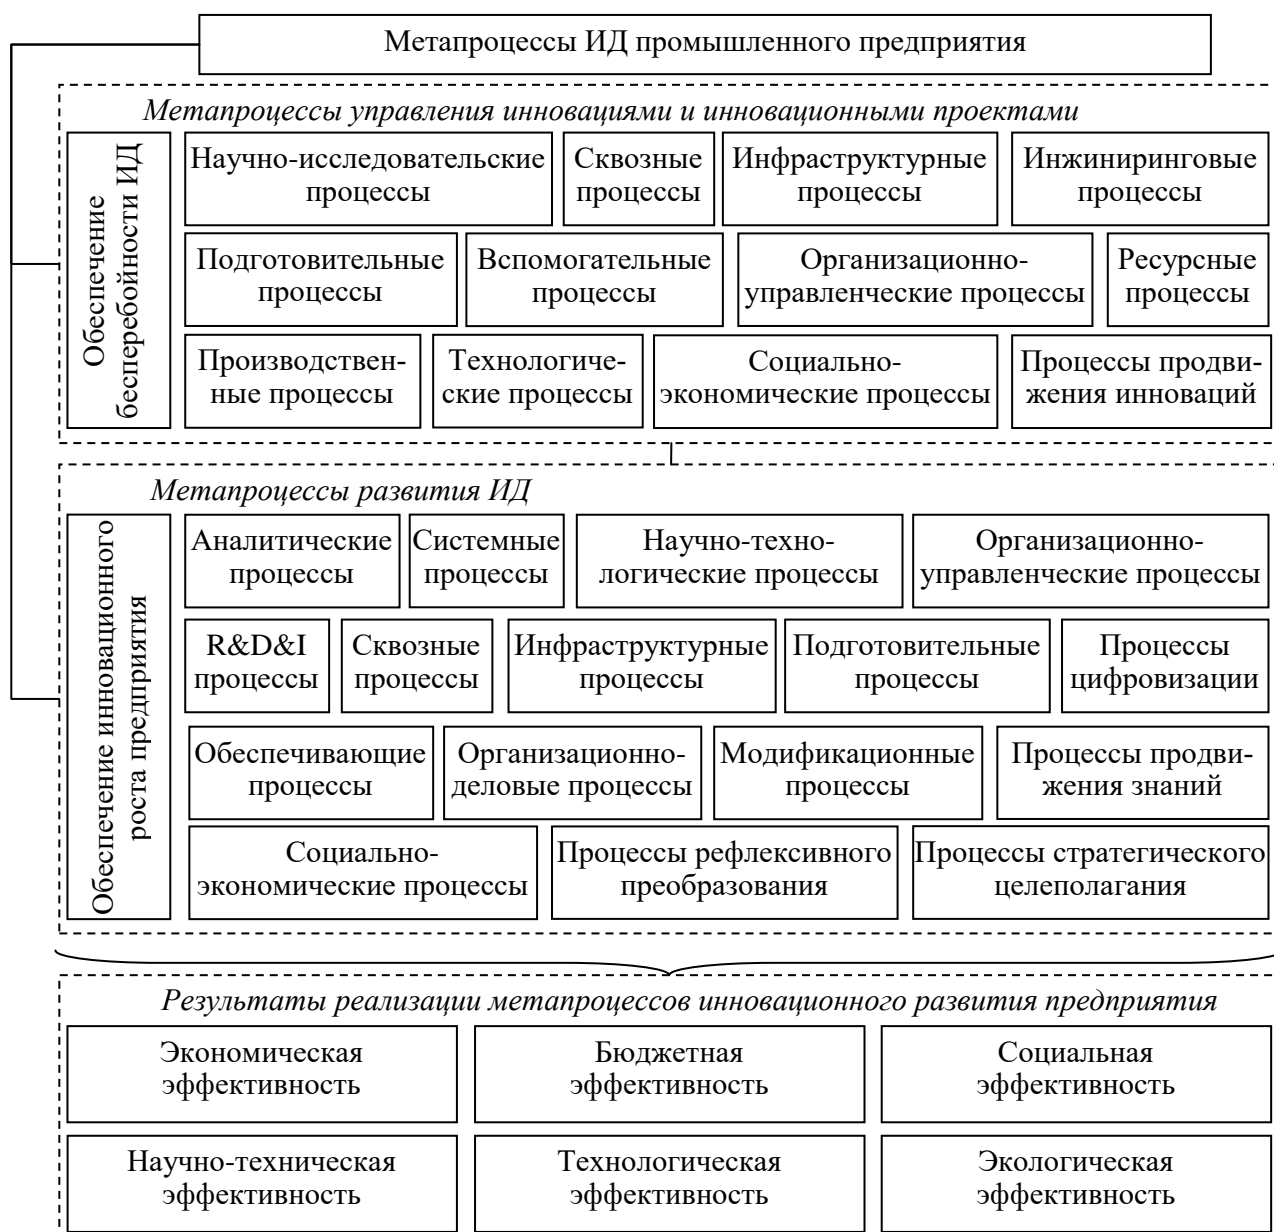 Метапроцессы ИД промышленного предприятия
Метапроцессы управления инновациями и инновационными проектами
Обеспечение
бесперебойности ИД
Научно-исследовательские
процессы
Сквозные
процессы
Инфраструктурные
процессы
Инжиниринговые
процессы
Подготовительные
процессы
Вспомогательные
процессы
Организационно-
управленческие процессы
Ресурсные
процессы
Производствен-
ные процессы
Технологиче-
ские процессы
Социально-
экономические процессы
Процессы продви-
жения инноваций
Метапроцессы развития ИД
Обеспечение инновационного
роста предприятия
Аналитические
процессы
Системные
процессы
Научно-техно-
логические процессы
Организационно-
управленческие процессы
R&D&I
процессы
Сквозные
процессы
Инфраструктурные
процессы
Подготовительные
процессы
Процессы
цифровизации
Обеспечивающие
процессы
Организационно-
деловые процессы
Модификационные
процессы
Процессы продви-
жения знаний
Социально-
экономические процессы
Процессы рефлексивного
преобразования
Процессы стратегического
целеполагания
Результаты реализации метапроцессов инновационного развития предприятия
Экономическая
эффективность
Бюджетная
эффективность
Социальная
эффективность
Научно-техническая
эффективность
Технологическая
эффективность
Экологическая
эффективность